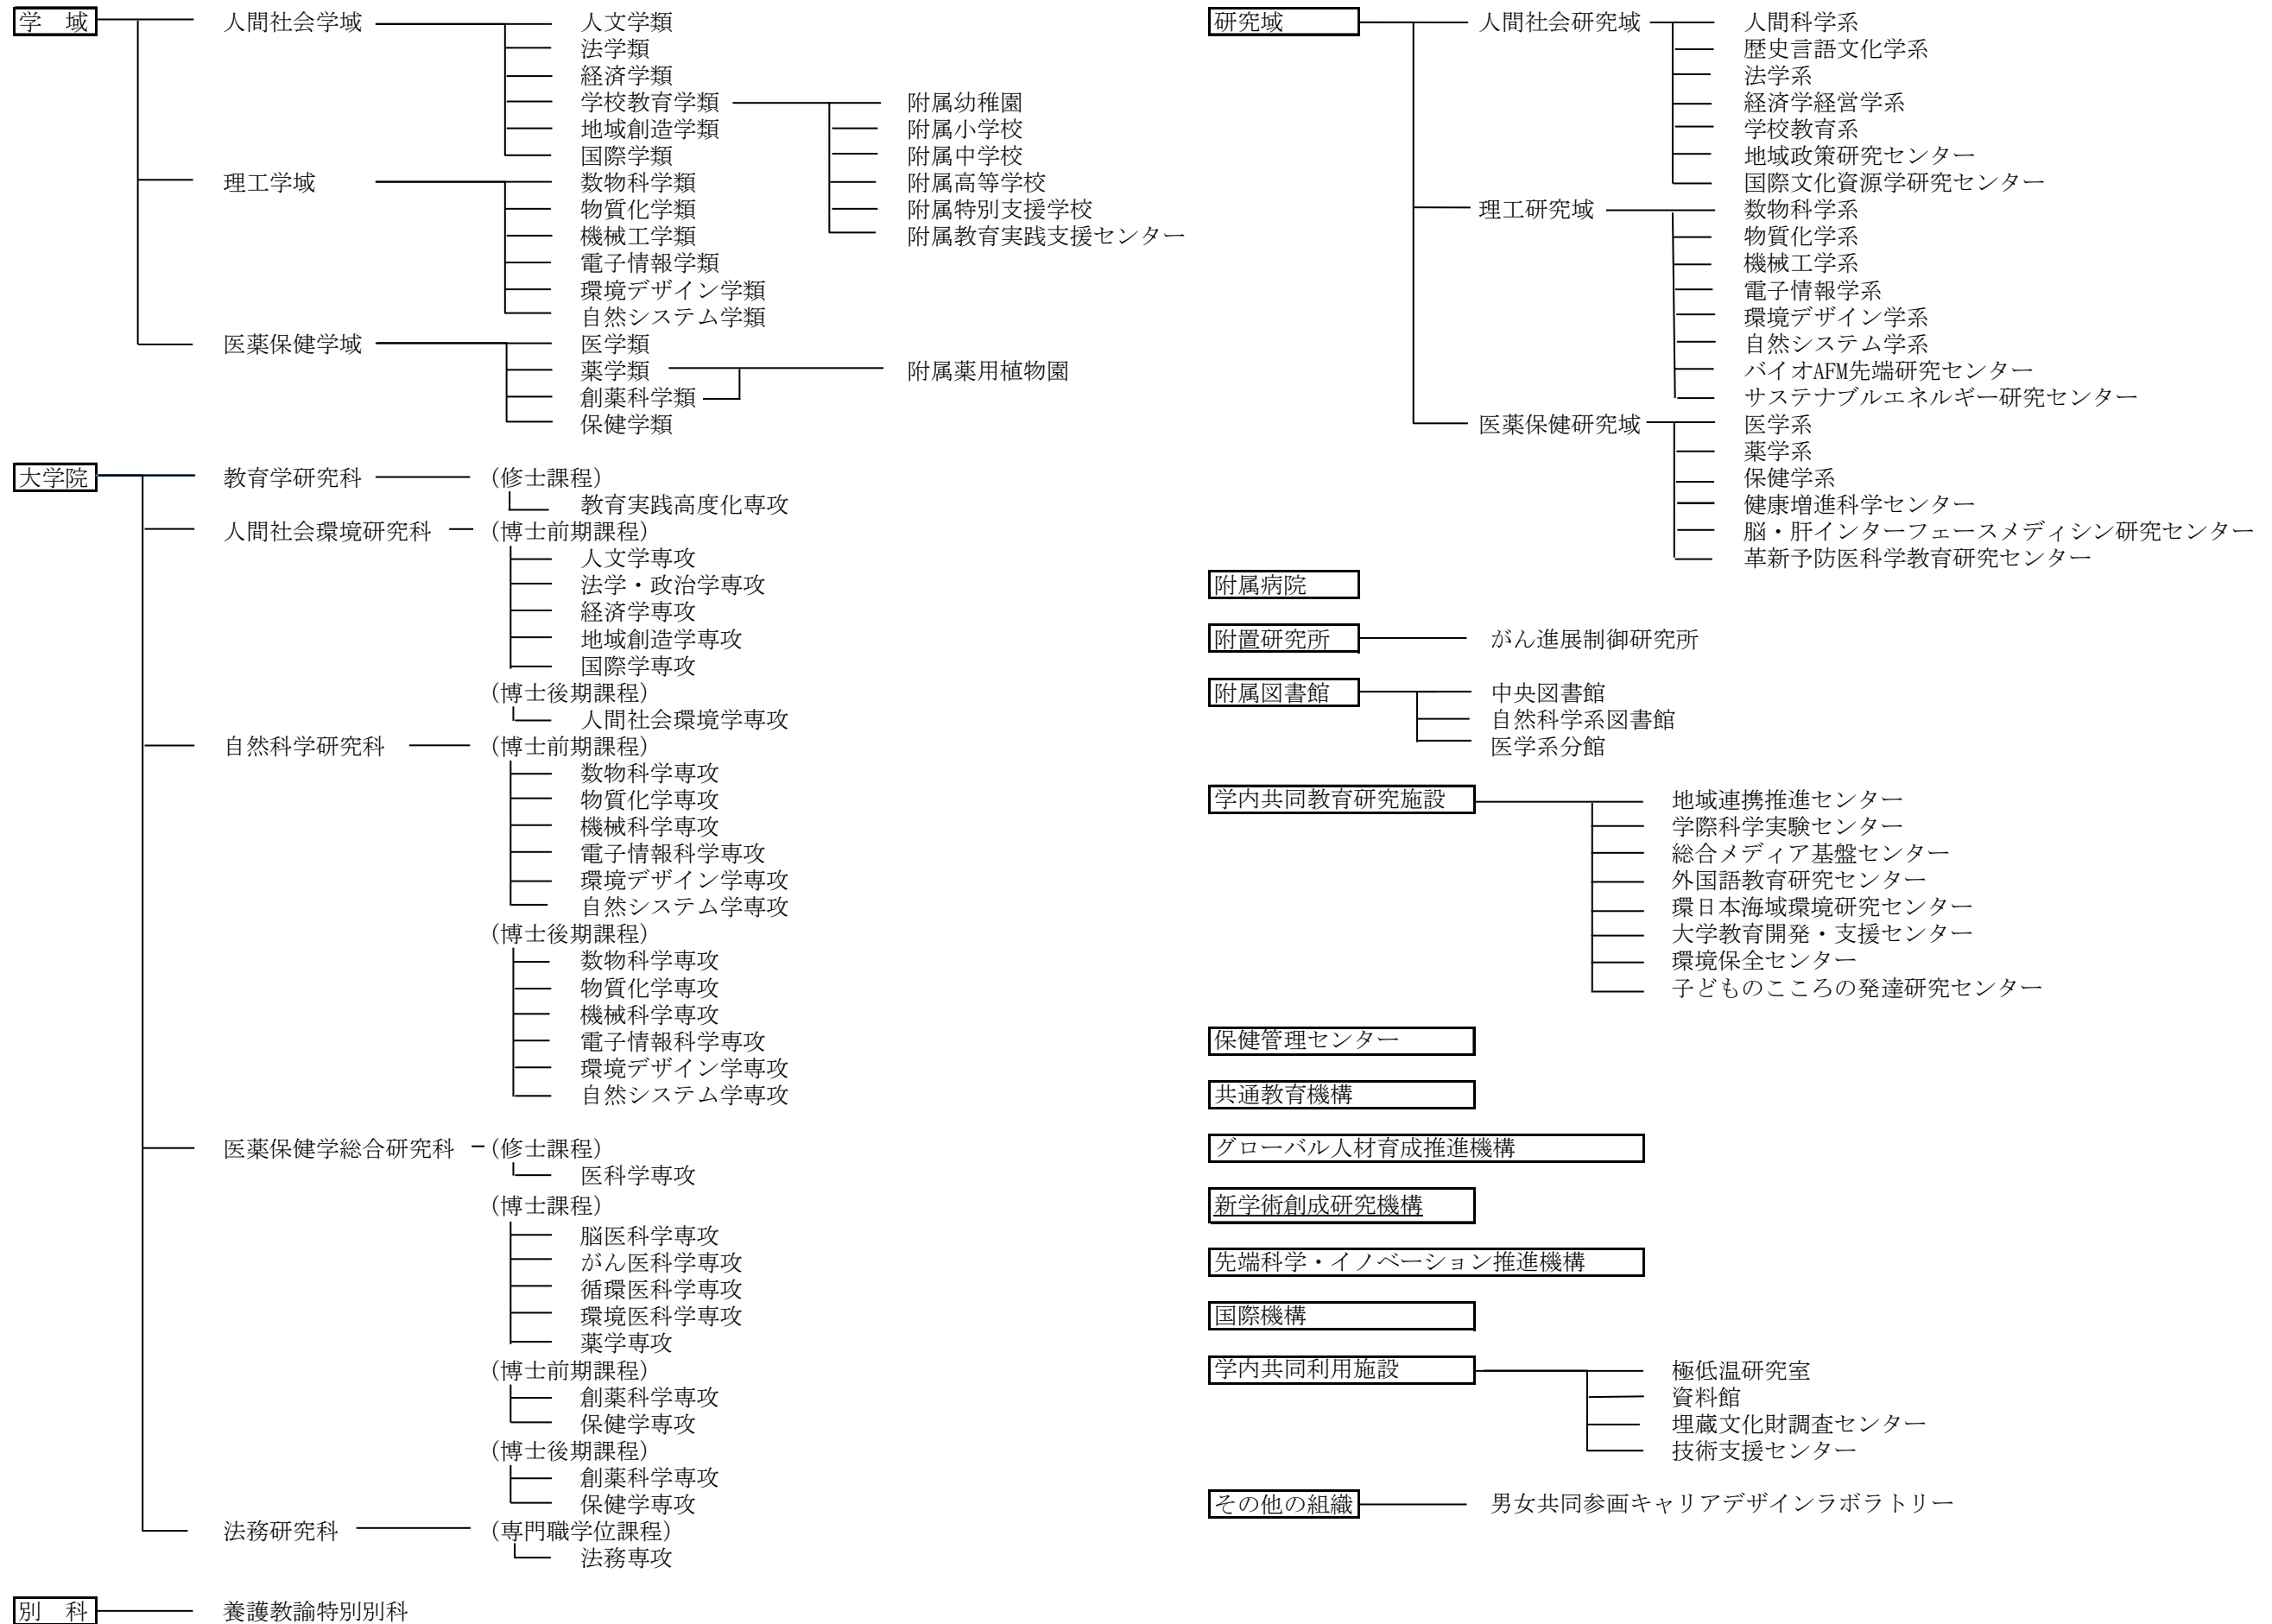 学　域
人間社会学域
人文学類
法学類
経済学類
学校教育学類
附属幼稚園
地域創造学類
附属小学校
国際学類
附属中学校
理工学域
数物科学類
附属高等学校
物質化学類
附属特別支援学校
機械工学類
附属教育実践支援センター
電子情報学類
環境デザイン学類
自然システム学類
医薬保健学域
医学類
薬学類
附属薬用植物園
創薬科学類
保健学類
大学院
教育学研究科
(修士課程)
教育実践高度化専攻
人間社会環境研究科
(博士前期課程)
人文学専攻
法学・政治学専攻
経済学専攻
地域創造学専攻
国際学専攻
(博士後期課程)
人間社会環境学専攻
自然科学研究科
(博士前期課程)
数物科学専攻
物質化学専攻
機械科学専攻
電子情報科学専攻
環境デザイン学専攻
自然システム学専攻
(博士後期課程)
数物科学専攻
物質化学専攻
機械科学専攻
電子情報科学専攻
環境デザイン学専攻
自然システム学専攻
医薬保健学総合研究科
(修士課程)
医科学専攻
(博士課程)
脳医科学専攻
がん医科学専攻
循環医科学専攻
環境医科学専攻
薬学専攻
(博士前期課程)
創薬科学専攻
保健学専攻
(博士後期課程)
創薬科学専攻
保健学専攻
法務研究科
(専門職学位課程)
法務専攻
別　科
養護教諭特別別科
研究域
人間社会研究域
人間科学系
歴史言語文化学系
法学系
経済学経営学系
学校教育系
地域政策研究センター
国際文化資源学研究センター
理工研究域
数物科学系
物質化学系
機械工学系
電子情報学系
環境デザイン学系
自然システム学系
バイオAFM先端研究センター
サステナブルエネルギー研究センター
医薬保健研究域
医学系
薬学系
保健学系
健康増進科学センター
脳・肝インターフェースメディシン研究センター
革新予防医科学教育研究センター
附属病院
附置研究所
がん進展制御研究所
附属図書館
中央図書館
自然科学系図書館
医学系分館
学内共同教育研究施設
地域連携推進センター
学際科学実験センター
総合メディア基盤センター
外国語教育研究センター
環日本海域環境研究センター
大学教育開発・支援センター
環境保全センター
子どものこころの発達研究センター
保健管理センター
共通教育機構
グローバル人材育成推進機構
新学術創成研究機構
先端科学・イノベーション推進機構
国際機構
学内共同利用施設
極低温研究室
資料館
埋蔵文化財調査センター
技術支援センター
その他の組織
男女共同参画キャリアデザインラボラトリー